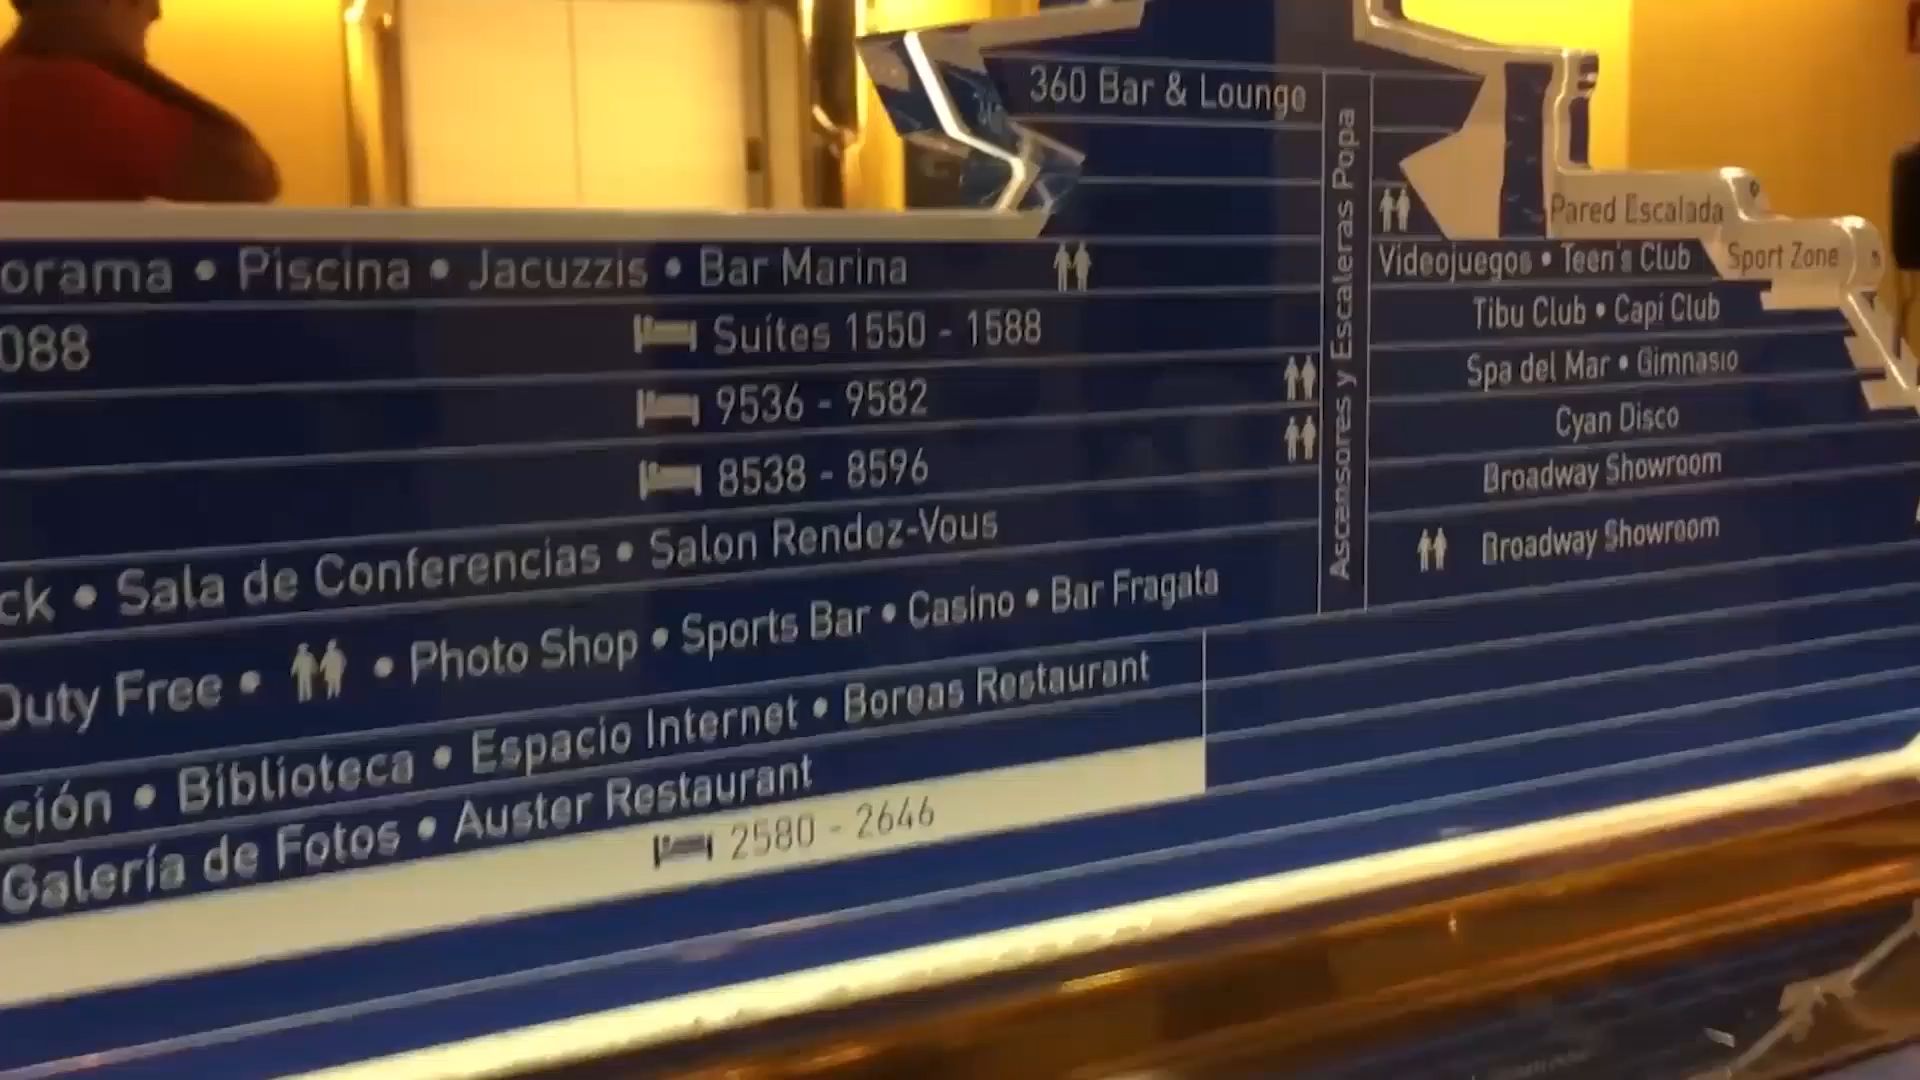 360 Bar & Lounge
Ascensores y Escaleras Popa
Pared Escalada
orama • Piscina • Jacuzzis • Bar Marina
Videojuegos • Teen's Club
Sport Zone
088
Suites 1550 - 1588
Tibu Club • Capi Club
9536 - 9582
Spa del Mar • Gimnasio
8538 - 8596
Cyan Disco
ck • Sala de Conferencias • Salon Rendez-Vous
Broadway Showroom
Duty Free • • Photo Shop • Sports Bar • Casino • Bar Fragata
Broadway Showroom
ción • Biblioteca • Espacio Internet • Boreas Restaurant
Galería de Fotos • Auster Restaurant
2580 - 2646